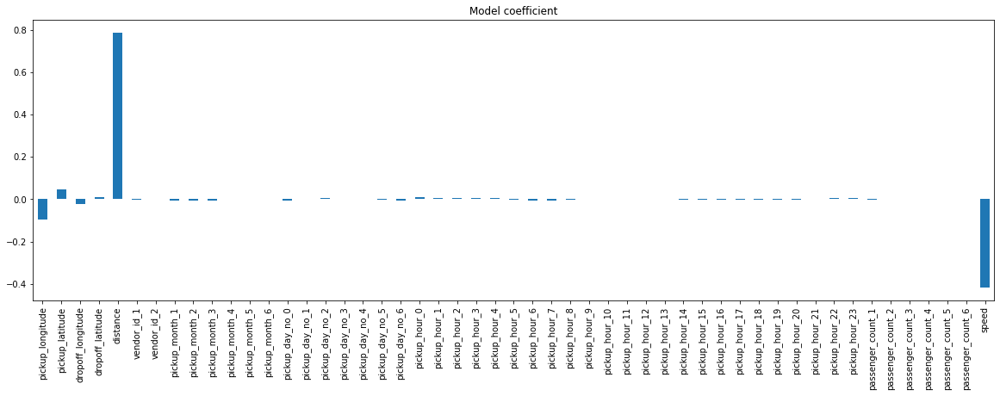 Model coefficient
0.8
0.6
0.4
0.2
0.0
−0.2
−0.4
pickup_longitude
pickup_latitude
dropoff_longitude
dropoff_latitude
distance
vendor_id_1
vendor_id_2
pickup_month_1
pickup_month_2
pickup_month_3
pickup_month_4
pickup_month_5
pickup_month_6
pickup_day_no_0
pickup_day_no_1
pickup_day_no_2
pickup_day_no_3
pickup_day_no_4
pickup_day_no_5
pickup_day_no_6
pickup_hour_0
pickup_hour_1
pickup_hour_2
pickup_hour_3
pickup_hour_4
pickup_hour_5
pickup_hour_6
pickup_hour_7
pickup_hour_8
pickup_hour_9
pickup_hour_10
pickup_hour_11
pickup_hour_12
pickup_hour_13
pickup_hour_14
pickup_hour_15
pickup_hour_16
pickup_hour_17
pickup_hour_18
pickup_hour_19
pickup_hour_20
pickup_hour_21
pickup_hour_22
pickup_hour_23
passenger_count_1
passenger_count_2
passenger_count_3
passenger_count_4
passenger_count_5
passenger_count_6
speed